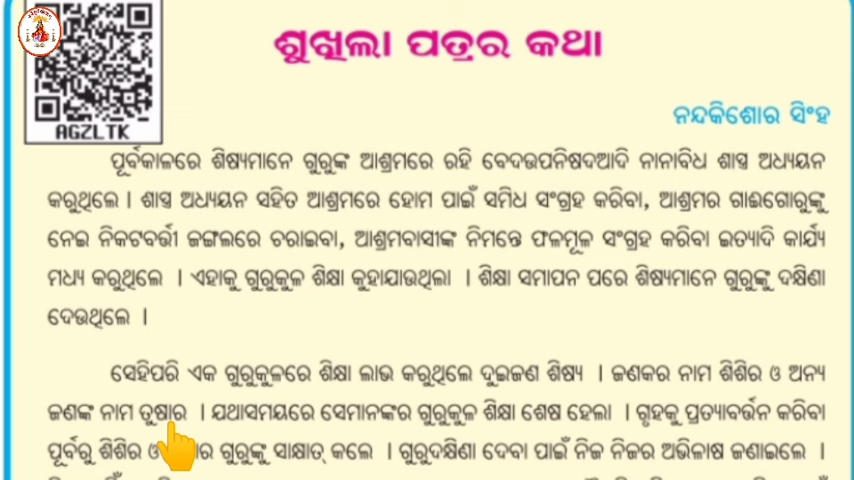 AGZLTK
ଶୁଖିଲା ପତ୍ରର କଥା
ନନ୍ଦକିଶୋର ସିଂହ
ପୂର୍ବକାଳରେ ଶିଷ୍ୟମାନେ ଗୁରୁଙ୍କ ଆଶ୍ରମରେ ରହି ବେଦଉପନିଷଦଆଦି ନାନାବିଧ ଶାସ୍ତ୍ର ଅଧ୍ୟୟନ
କରୁଥିଲେ । ଶାସ୍ତ୍ର ଅଧ୍ୟୟନ ସହିତ ଆଶ୍ରମରେ ହୋମ ପାଇଁ ସମିଧ ସଂଗ୍ରହ କରିବା, ଆଶ୍ରମର ଗାଈଗୋରୁଙ୍କୁ
ନେଇ ନିକଟବର୍ତ୍ତୀ ଜଙ୍ଗଲରେ ଚରାଇବା, ଆଶ୍ରମବାସୀଙ୍କ ନିମନ୍ତେ ଫଳମୂଳ ସଂଗ୍ରହ କରିବା ଇତ୍ୟାଦି କାର୍ଯ୍ୟ
ମଧ୍ୟ କରୁଥିଲେ । ଏହାକୁ ଗୁରୁକୁଳ ଶିକ୍ଷା କୁହାଯାଉଥିଲା । ଶିକ୍ଷା ସମାପନ ପରେ ଶିଷ୍ୟମାନେ ଗୁରୁଙ୍କୁ ଦକ୍ଷିଣା
ଦେଉଥିଲେ ।
ସେହିପରି ଏକ ଗୁରୁକୁଳରେ ଶିକ୍ଷା ଲାଭ କରୁଥିଲେ ଦୁଇଜଣ ଶିଷ୍ୟ । ଜଣକର ନାମ ଶିଶିର ଓ ଅନ୍ୟ
ଜଣଙ୍କ ନାମ ତୁଷାର । ଯଥାସମୟରେ ସେମାନଙ୍କର ଗୁରୁକୁଳ ଶିକ୍ଷା ଶେଷ ହେଲା । ଗୃହକୁ ପ୍ରତ୍ୟାବର୍ତ୍ତନ କରିବା
ପୂର୍ବରୁ ଶିଶିର ଓ ର ଗୁରୁଙ୍କୁ ସାକ୍ଷାତ୍ କଲେ । ଗୁରୁଦକ୍ଷିଣା ଦେବା ପାଇଁ ନିଜ ନିଜର ଅଭିଳାଷ ଜଣାଇଲେ ।